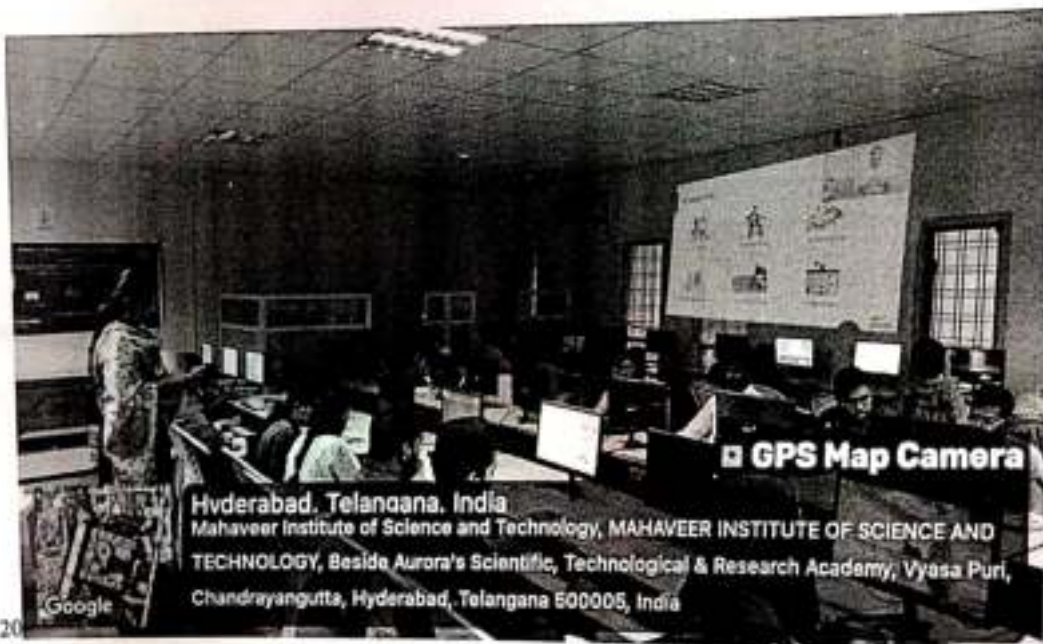 GPS Map Camera
Hyderabad, Telangana, India
Mahaveer Institute of Science and Technology, MAHAVEER INSTITUTE OF SCIENCE AND
TECHNOLOGY, Beside Aurora's Scientific, Technological & Research Academy, Vyasa Puri,
Chandrayangutta, Hyderabad, Telangana 500005, India
Google
20